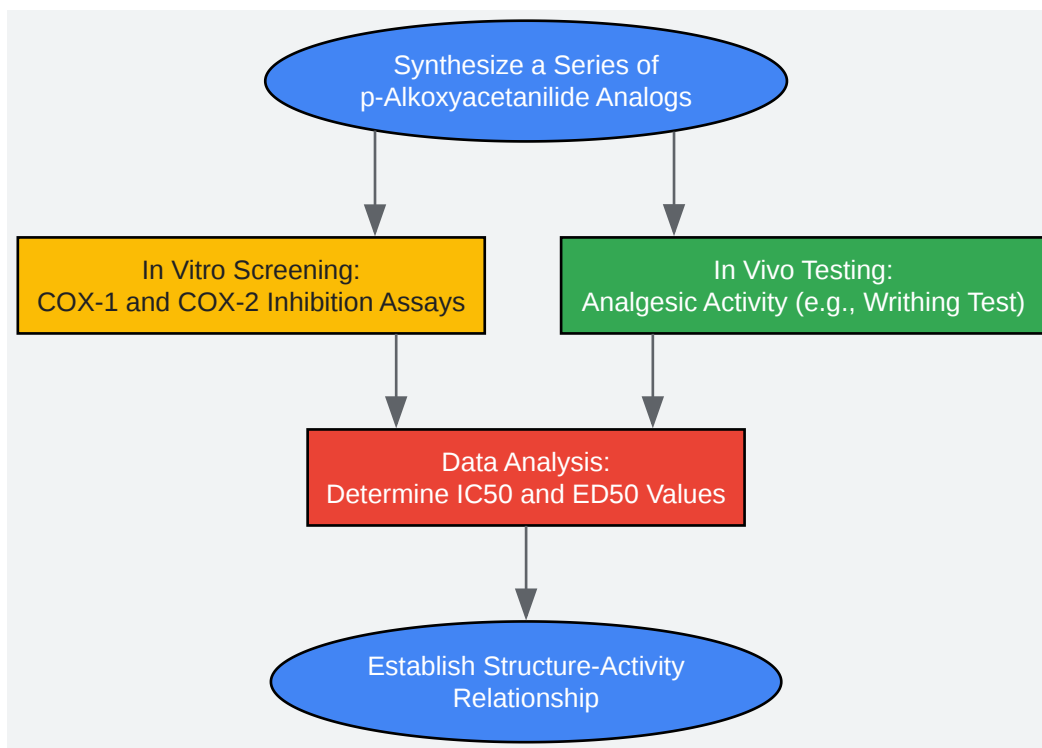 Synthesize a Series of
p-Alkoxyacetanilide Analogs
In Vitro Screening:
COX-1 and COX-2 Inhibition Assays
In Vivo Testing:
Analgesic Activity (e.g., Writhing Test)
Data Analysis:
Determine IC50 and ED50 Values
Establish Structure-Activity
Relationship